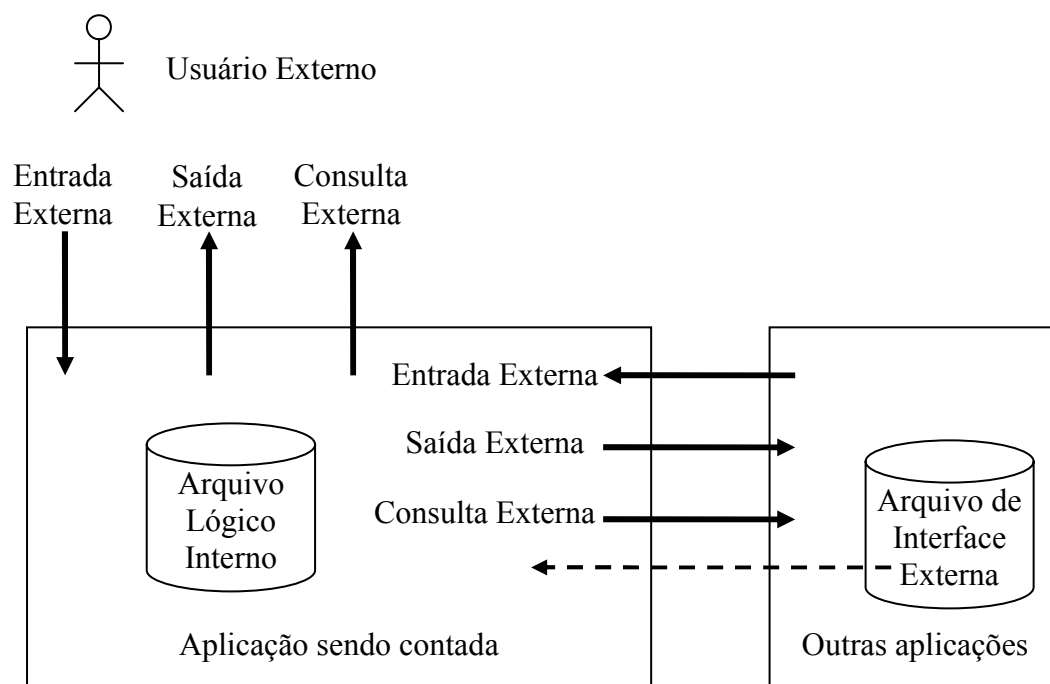 Usuário Externo
Entrada
Externa
Saída
Externa
Consulta
Externa
Entrada Externa
Saída Externa
Consulta Externa
Arquivo
Lógico
Interno
Arquivo de
Interface
Externa
Aplicação sendo contada
Outras aplicações